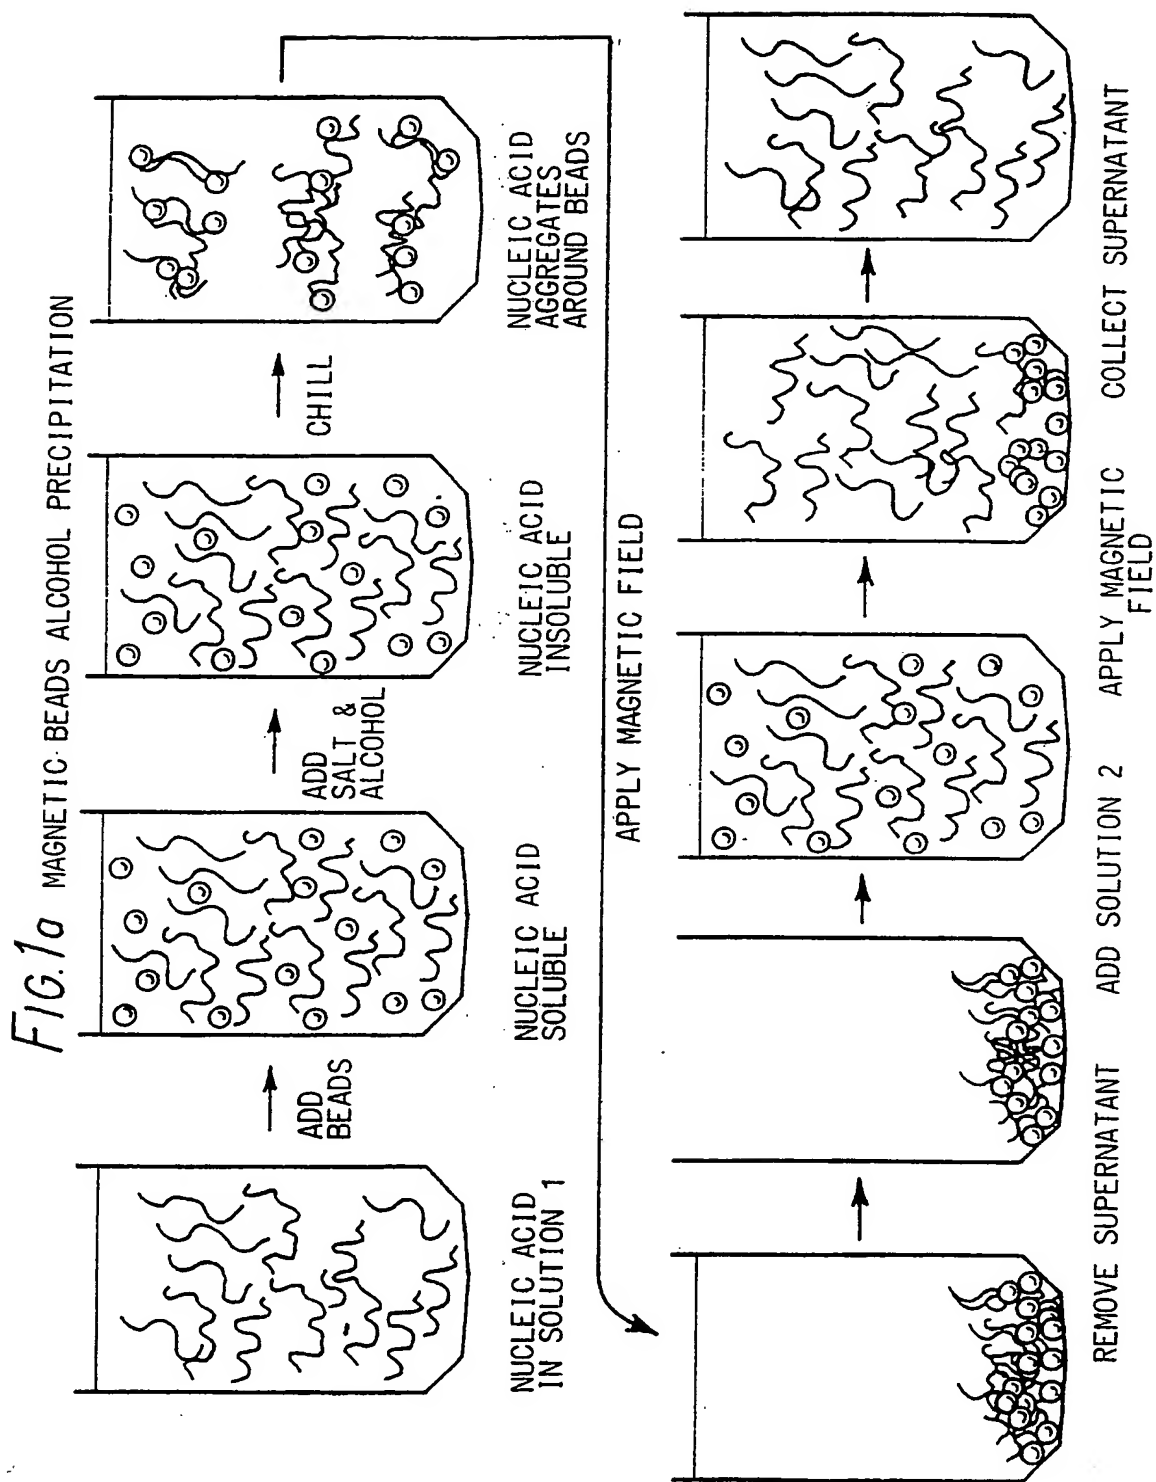 FIG.1a MAGNETIC BEADS ALCOHOL PRECIPITATION
NUCLEIC ACID
IN SOLUTION 1
ADD
BEADS
NUCLEIC ACID
SOLUBLE
ADD
SALT &
ALCOHOL
NUCLEIC ACID
INSOLUBLE
CHILL
NUCLEIC ACID
AGGREGATES
AROUND BEADS
APPLY MAGNETIC FIELD
REMOVE SUPERNATANT
ADD SOLUTION 2
APPLY MAGNETIC
FIELD
COLLECT SUPERNATANT